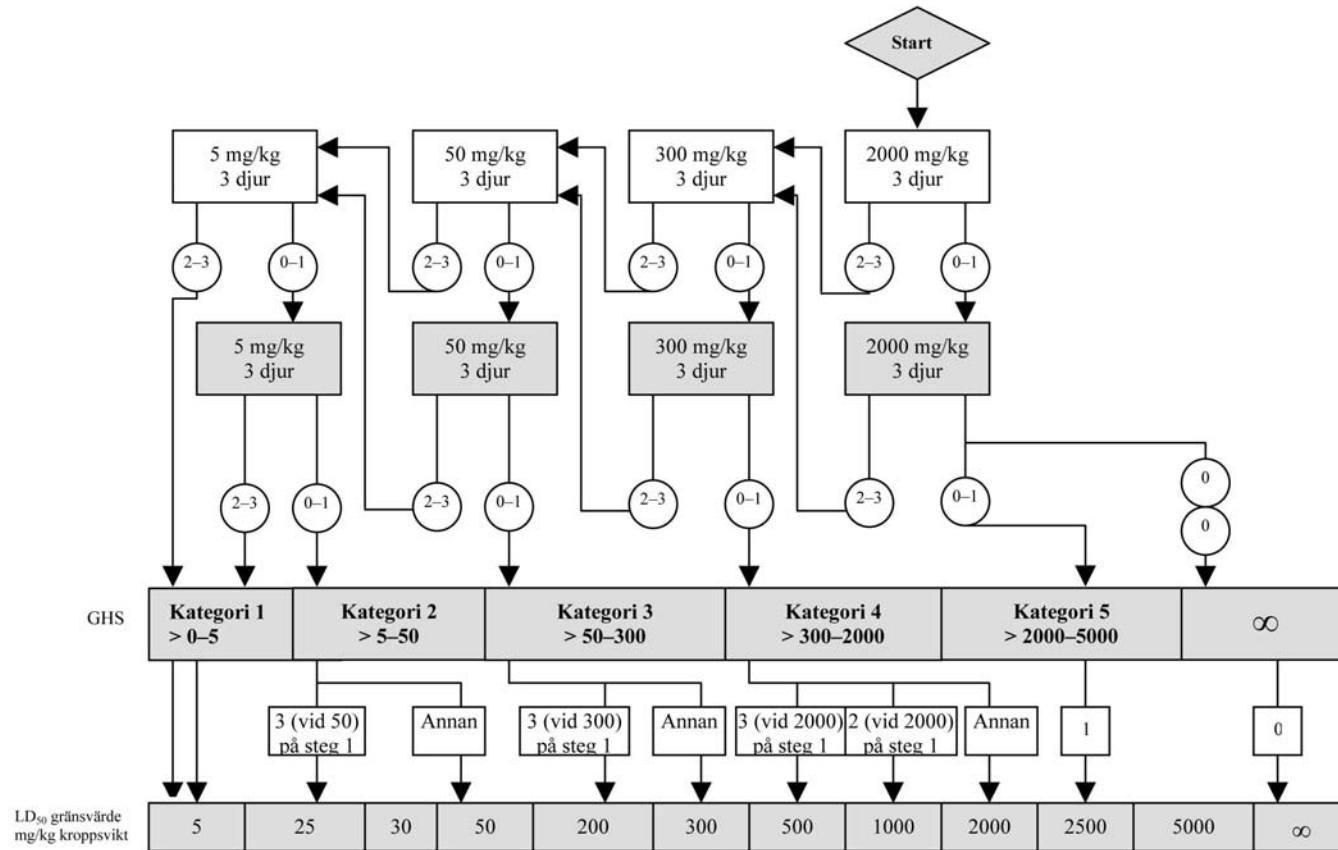 Start
5 mg/kg
3 djur
50 mg/kg
3 djur
300 mg/kg
3 djur
2000 mg/kg
3 djur
2–3
0–1
2–3
0–1
2–3
0–1
2–3
0–1
5 mg/kg
3 djur
50 mg/kg
3 djur
300 mg/kg
3 djur
2000 mg/kg
3 djur
2–3
0–1
2–3
0–1
2–3
0–1
2–3
0–1
0
0
GHS
Kategori 1
> 0–5
Kategori 2
> 5–50
Kategori 3
> 50–300
Kategori 4
> 300–2000
Kategori 5
> 2000–5000
∞
3 (vid 50)
på steg 1
Annan
3 (vid 300)
på steg 1
Annan
3 (vid 2000)
på steg 1
2 (vid 2000)
på steg 1
Annan
1
0
LD₅₀ gränsvärde
mg/kg kroppsvikt
5
25
30
50
200
300
500
1000
2000
2500
5000
∞